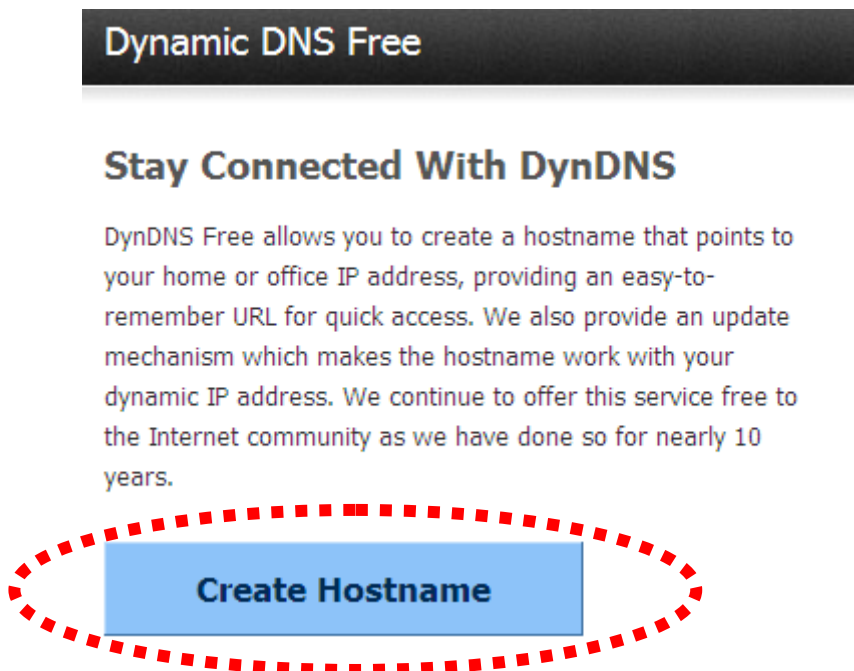 Dynamic DNS Free
Stay Connected With DynDNS
DynDNS Free allows you to create a hostname that points to
your home or office IP address, providing an easy-to-
remember URL for quick access. We also provide an update
mechanism which makes the hostname work with your
dynamic IP address. We continue to offer this service free to
the Internet community as we have done so for nearly 10
years.
Create Hostname